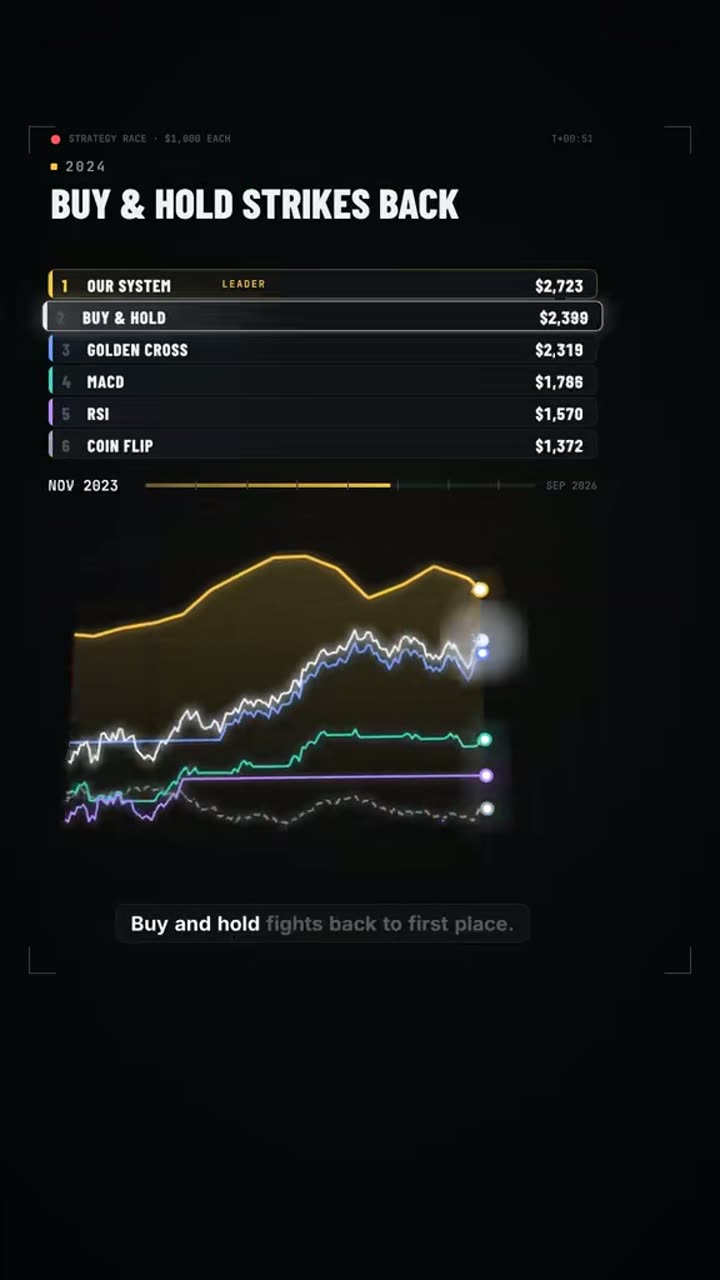 STRATEGY RACE · $1,000 EACH
T+00:51
2024
BUY & HOLD STRIKES BACK
1 OUR SYSTEM LEADER $2,723
2 BUY & HOLD $2,399
3 GOLDEN CROSS $2,319
4 MACD $1,786
5 RSI $1,570
6 COIN FLIP $1,372
NOV 2023 SEP 2026
Buy and hold fights back to first place.